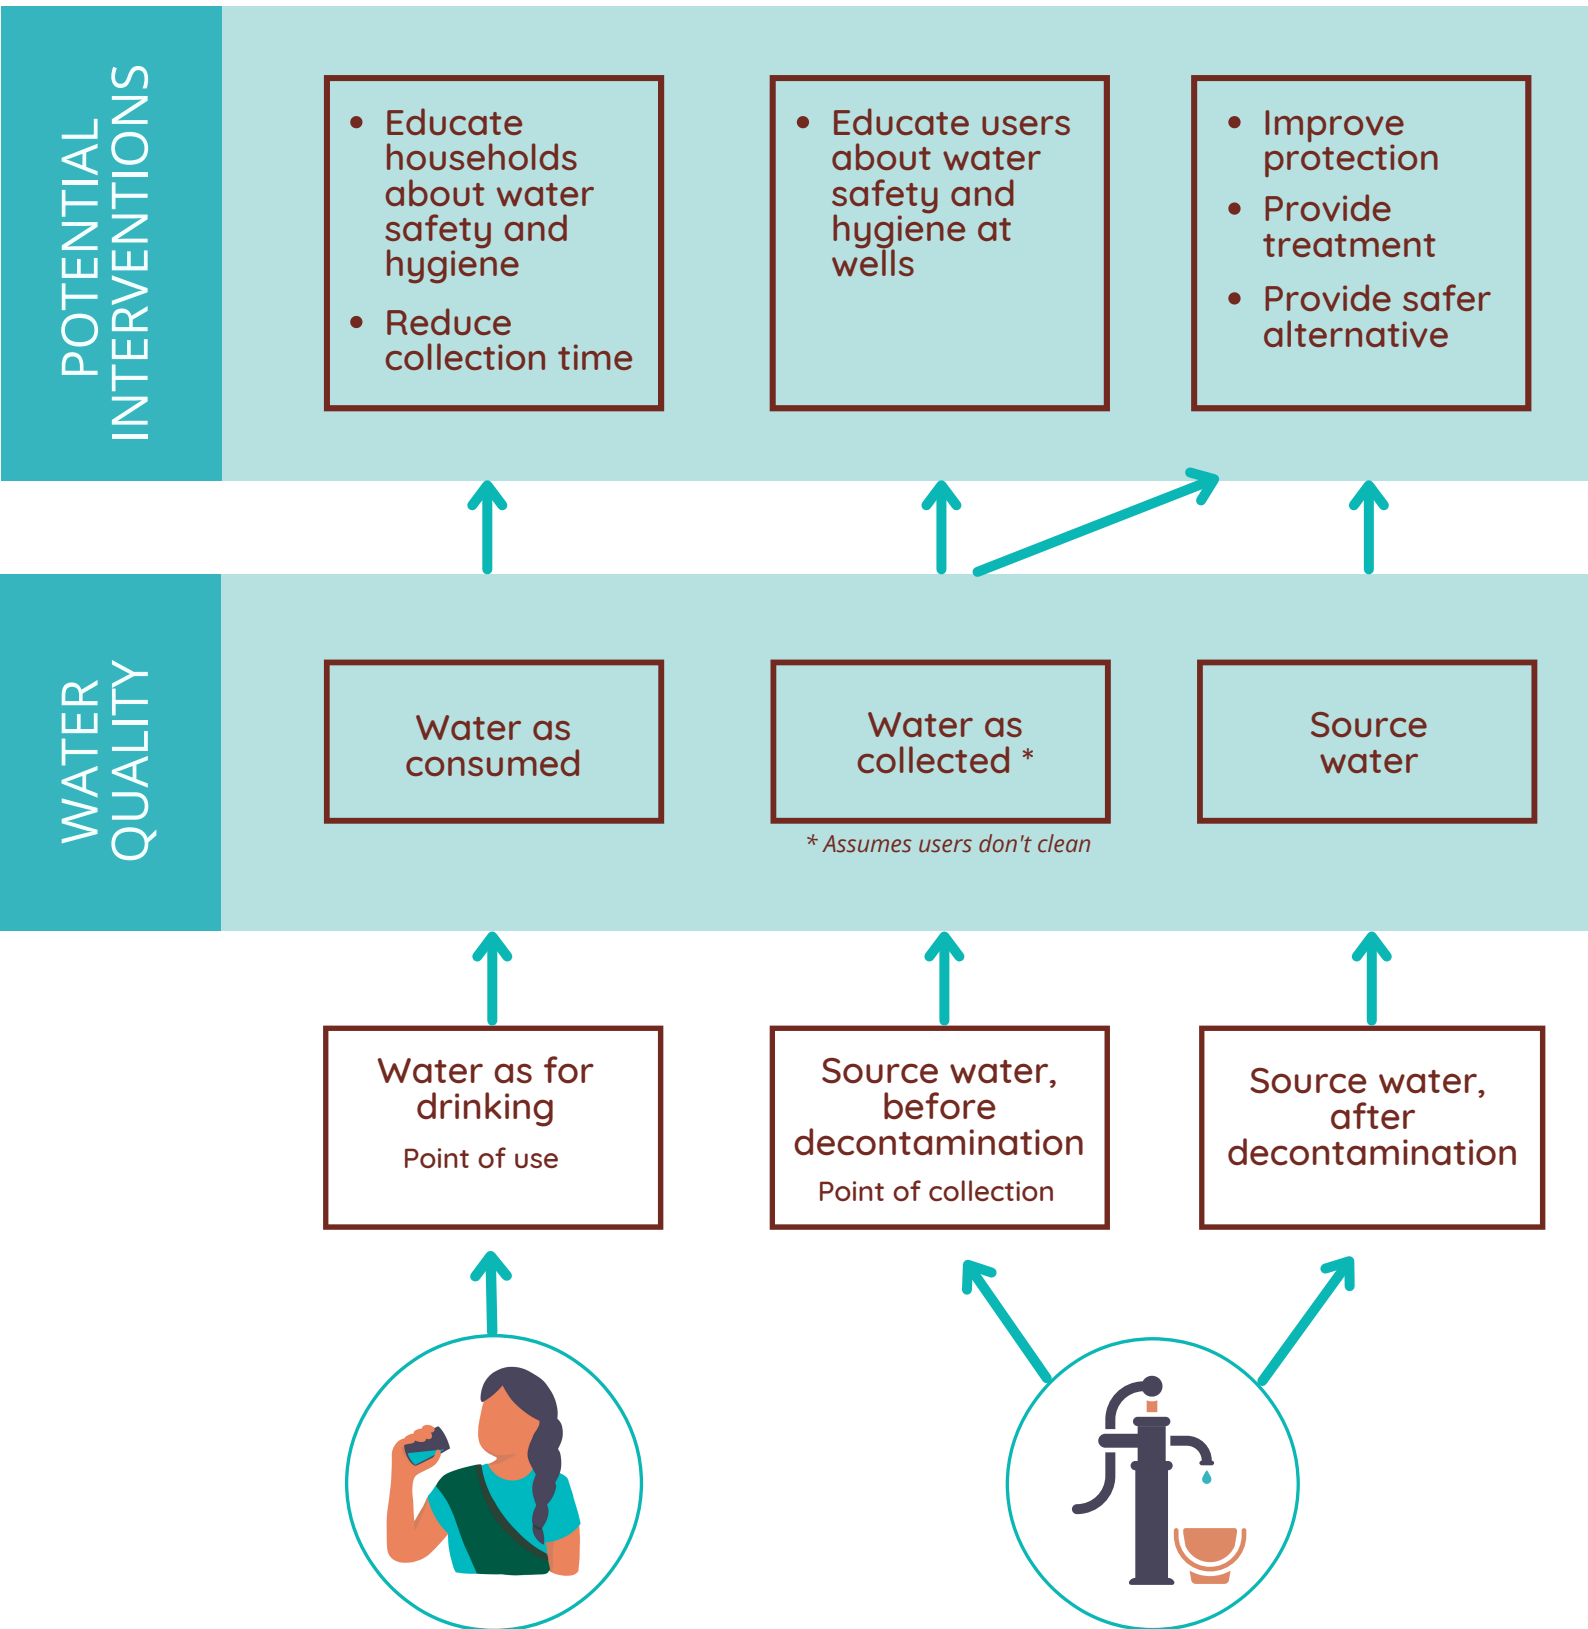 POTENTIAL
INTERVENTIONS
• Educate
households
about water
safety and
hygiene
• Reduce
collection time
• Educate users
about water
safety and
hygiene at
wells
• Improve
protection
• Provide
treatment
• Provide safer
alternative
WATER
QUALITY
Water as
consumed
Water as
collected *
* Assumes users don't clean
Source
water
Water as for
drinking
Point of use
Source water,
before
decontamination
Point of collection
Source water,
after
decontamination